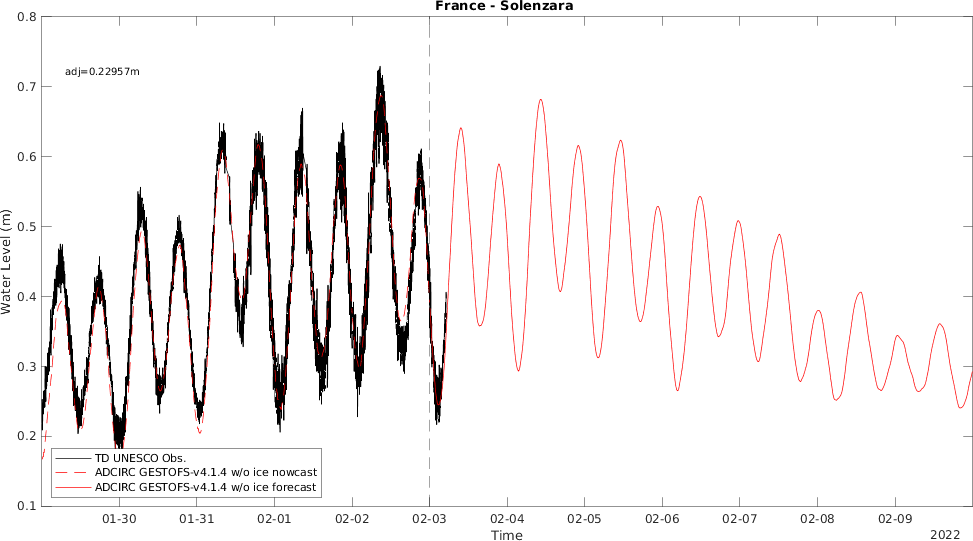 France - Solenzara
adj=0.22957m
Water Level (m)
0.8
0.7
0.6
0.5
0.4
0.3
0.2
0.1
TD UNESCO Obs.
ADCIRC GESTOFS-v4.1.4 w/o ice nowcast
ADCIRC GESTOFS-v4.1.4 w/o ice forecast
01-30 01-31 02-01 02-02 02-03 02-04 02-05 02-06 02-07 02-08 02-09
Time
2022